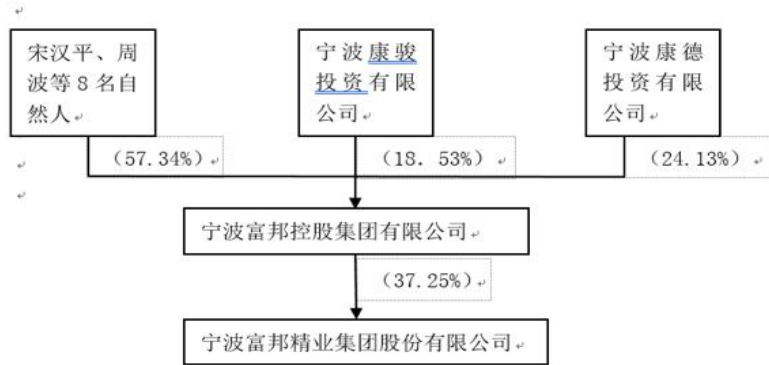 宋汉平、周
波等8名自
然人
宁波康骏
投资有限
公司
宁波康德
投资有限
公司
（57.34%）
（18.53%）
（24.13%）
宁波富邦控股集团有限公司
（37.25%）
宁波富邦精业集团股份有限公司